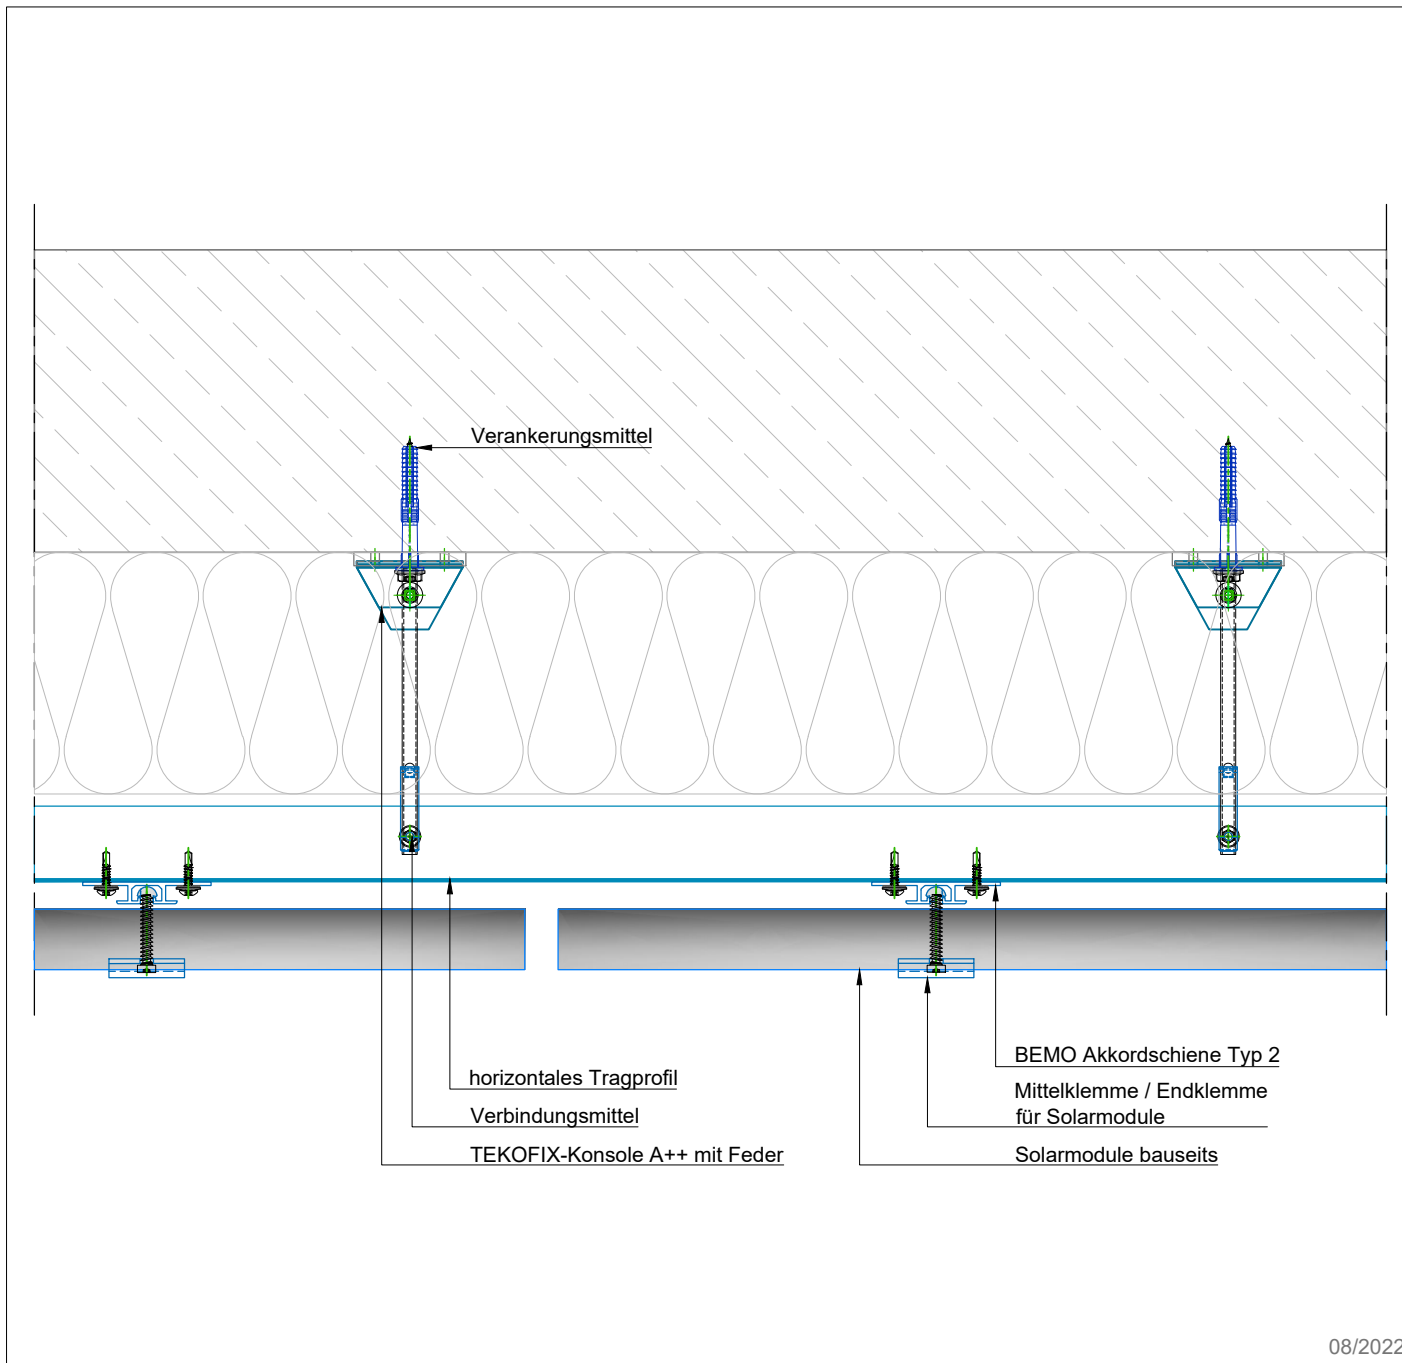 Verankerungsmittel
horizontales Tragprofil
Verbindungsmittel
TEKOFIX-Konsole A++ mit Feder
BEMO Akkordschiene Typ 2
Mittelklemme / Endklemme
für Solarmodule
Solarmodule bauseits
08/2022